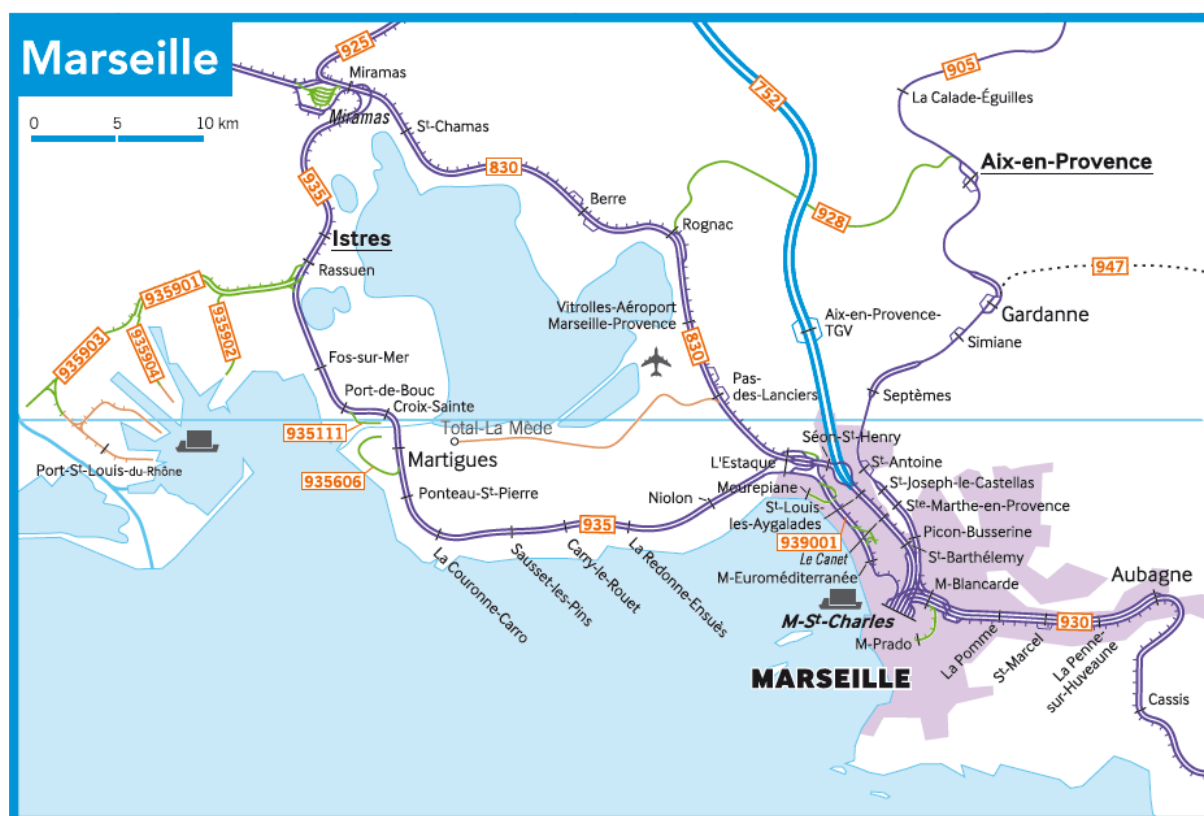 Marseille
925
752
905
Miramas
La Calade-Éguilles
0 5 10 km
Miramas
St-Chamas
830
Aix-en-Provence
935
Berre
928
Rognac
Istres
Rassuen
947
935901
Vitrolles-Aéroport
Marseille-Provence
Aix-en-Provence-
TGV
Gardanne
935902
935903
935904
830
Simiane
Fos-sur-Mer
Pas-
des-Lanciers
Port-de-Bouc
Septèmes
Croix-Sainte
935111
Total-La Mède
Séon-St-Henry
Martigues
L'Estaque
St-Antoine
Port-St-Louis-du-Rhône
935606
Mourepiane
St-Joseph-le-Castellas
Ponteau-St-Pierre
Niolon
St-Louis-
les-Aygalades
Ste-Marthe-en-Provence
935
939001
Picon-Busserine
Le Canet
St-Barthélemy
La Couronne-Carro
Sausset-les-Pins
Carry-le-Rouet
La Redonne-Ensuès
M-Euroméditerranée
M-Blancarde
Aubagne
M-St-Charles
930
M-Prado
La Pomme
St-Marcel
La Penne-
sur-Huveaune
MARSEILLE
Cassis